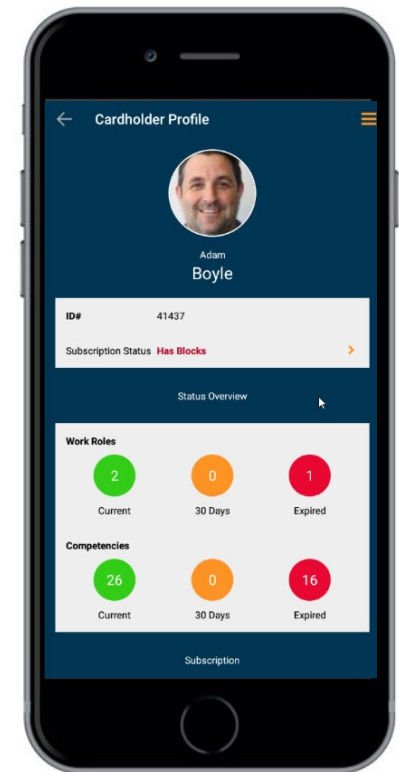 Cardholder Profile
Adam
Boyle
ID# 41437
Subscription Status Has Blocks
Status Overview
Work Roles
2 0 1
Current 30 Days Expired
Competencies
26 0 16
Current 30 Days Expired
Subscription